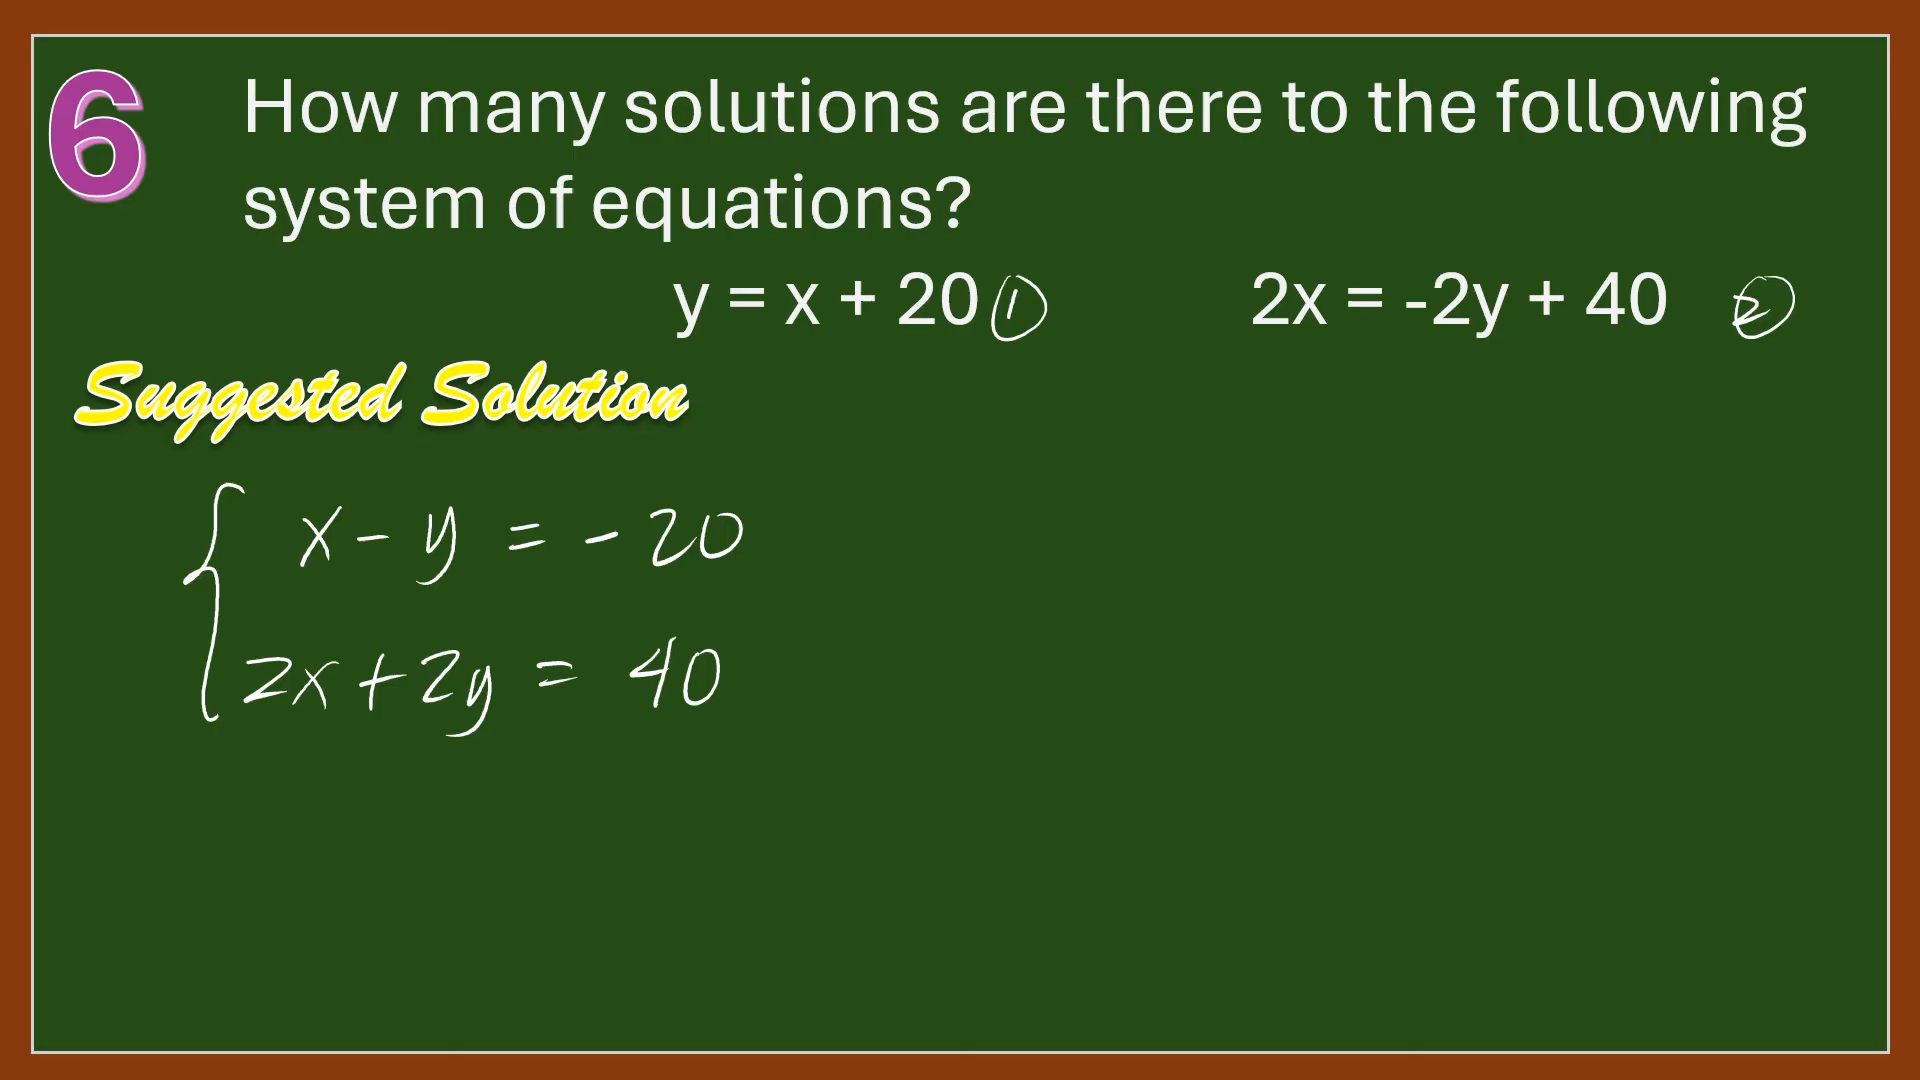 6 How many solutions are there to the following
system of equations?
y = x + 20 ① 2x = -2y + 40 ②
Suggested Solution
x - y = - 20
2x + 2y = 40